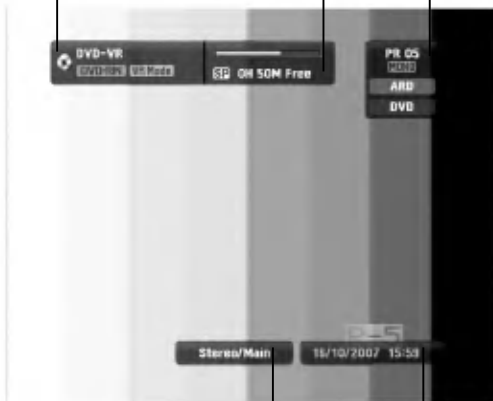 DVD-VR
DVD+RW VR Mode
SP 0H 50M Free
PR 05
MONO
ARD
DVD
P-5
Stereo/Main
16/10/2007 15:59